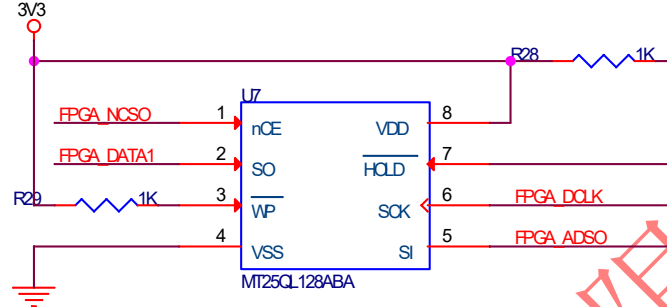 3V3
R28 1K
U7
FPGA_NCSO 1 nCE VDD 8
FPGA_DATA1 2 SO HOLD 7
R29 1K 3 WP SCK 6 FPGA_DCLK
4 VSS SI 5 FPGA_ADSO
MT25QL128ABA